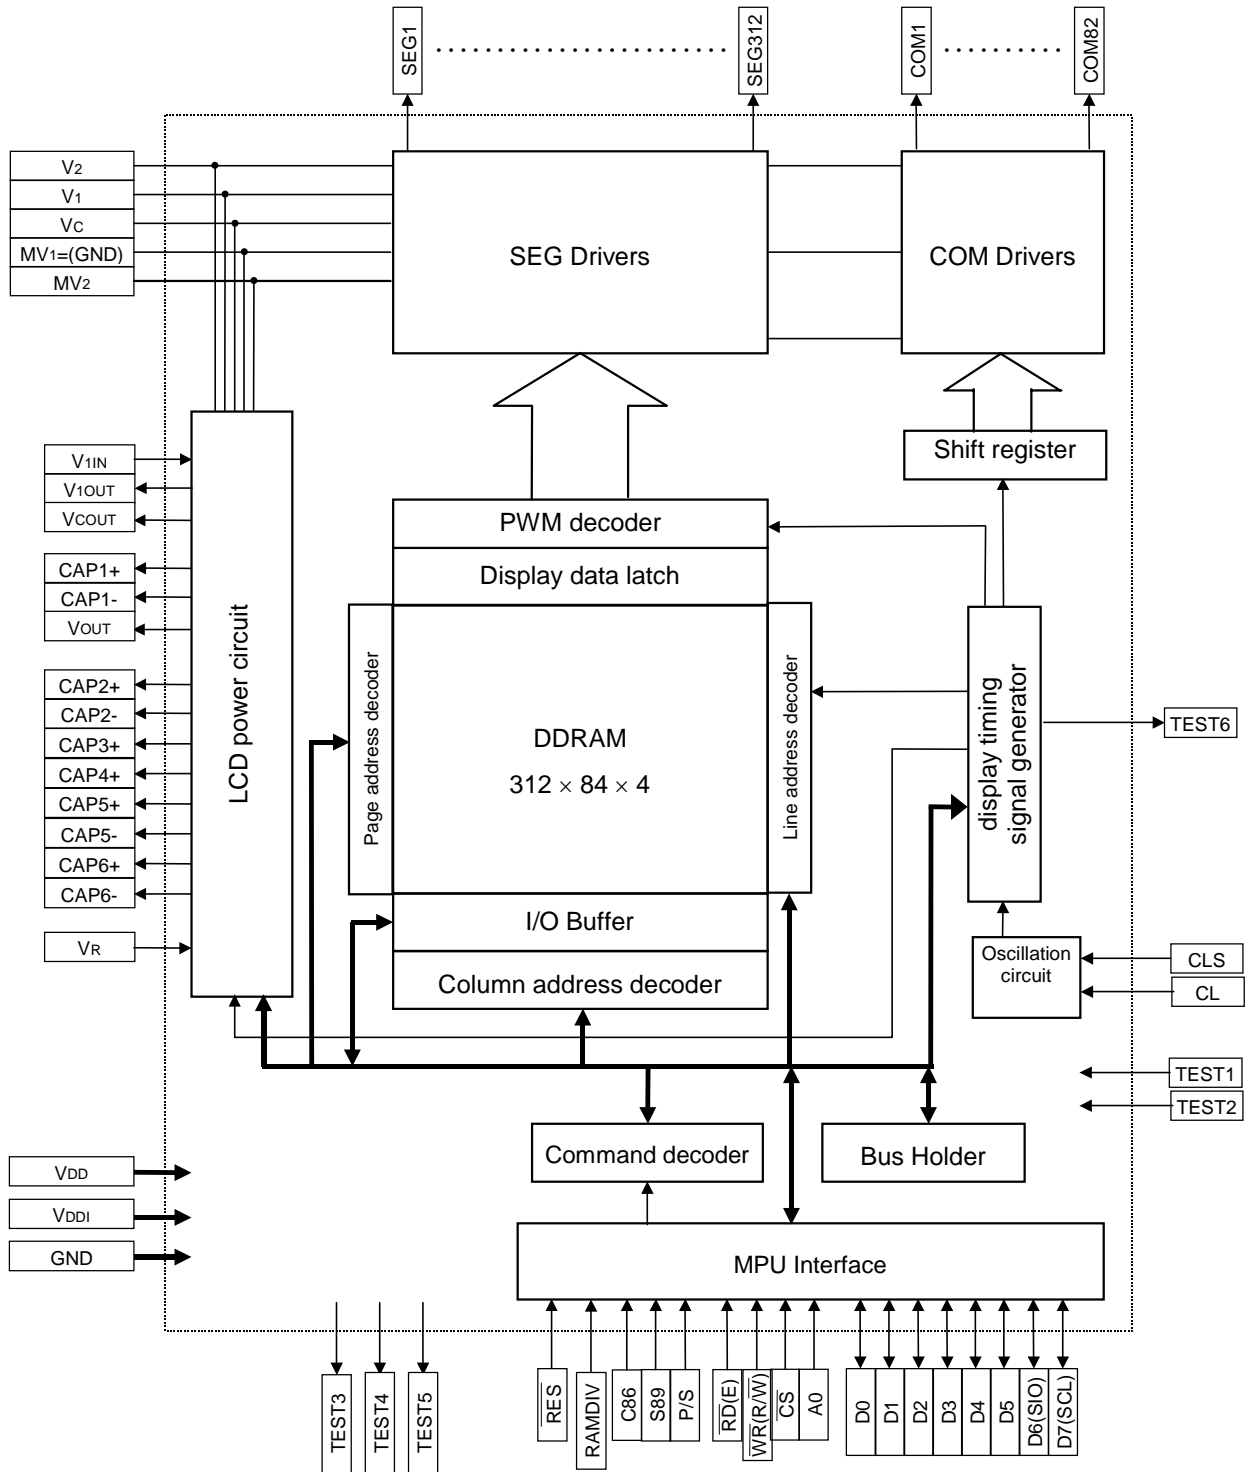 SEG1
SEG312
COM1
COM82
V2
V1
VC
MV1=(GND)
MV2
SEG Drivers
COM Drivers
V1IN
V1OUT
VCOUT
CAP1+
CAP1-
VOUT
CAP2+
CAP2-
CAP3+
CAP4+
CAP5+
CAP5-
CAP6+
CAP6-
VR
LCD power circuit
Shift register
PWM decoder
Display data latch
Page address decoder
DDRAM
312 × 84 × 4
Line address decoder
display timing
signal generator
TEST6
I/O Buffer
Column address decoder
Oscillation
circuit
CLS
CL
TEST1
TEST2
Command decoder
Bus Holder
VDD
VDDI
GND
MPU Interface
TEST3
TEST4
TEST5
R̅E̅S̅
RAMDIV
C86
S89
P/S
R̅D̅(E)
W̅R̅(R/W̅)
C̅S̅
A0
D0
D1
D2
D3
D4
D5
D6(SIO)
D7(SCL)